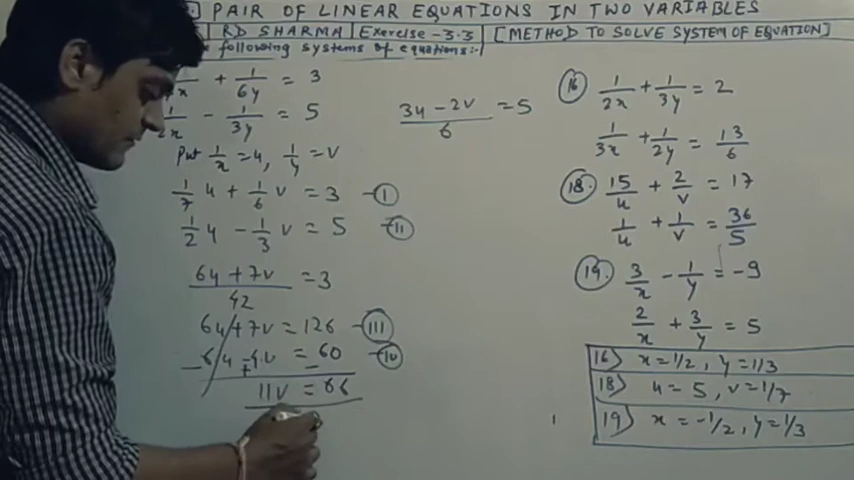 PAIR OF LINEAR EQUATIONS IN TWO VARIABLES
RD SHARMA | Exercise-3.3 | [METHOD TO SOLVE SYSTEM OF EQUATION]
following systems of equations:-
+ 1/6y = 3
1/2x - 1/3y = 5
Put 1/x = u, 1/y = v
1/7 u + 1/6 v = 3 - I
1/2 u - 1/3 v = 5 - II
6u + 7v / 42 = 3
6u + 7v = 126 - III
6u - 4v = 60 - IV
- + -
11v = 66
3u - 2v / 6 = 5
16 1/2x + 1/3y = 2
1/3x + 1/2y = 13/6
18. 15/u + 2/v = 17
1/u + 1/v = 36/5
19. 3/x - 1/y = -9
2/x + 3/y = 5
16) x = 1/2, y = 1/3
18) u = 5, v = 1/7
19) x = -1/2, y = 1/3